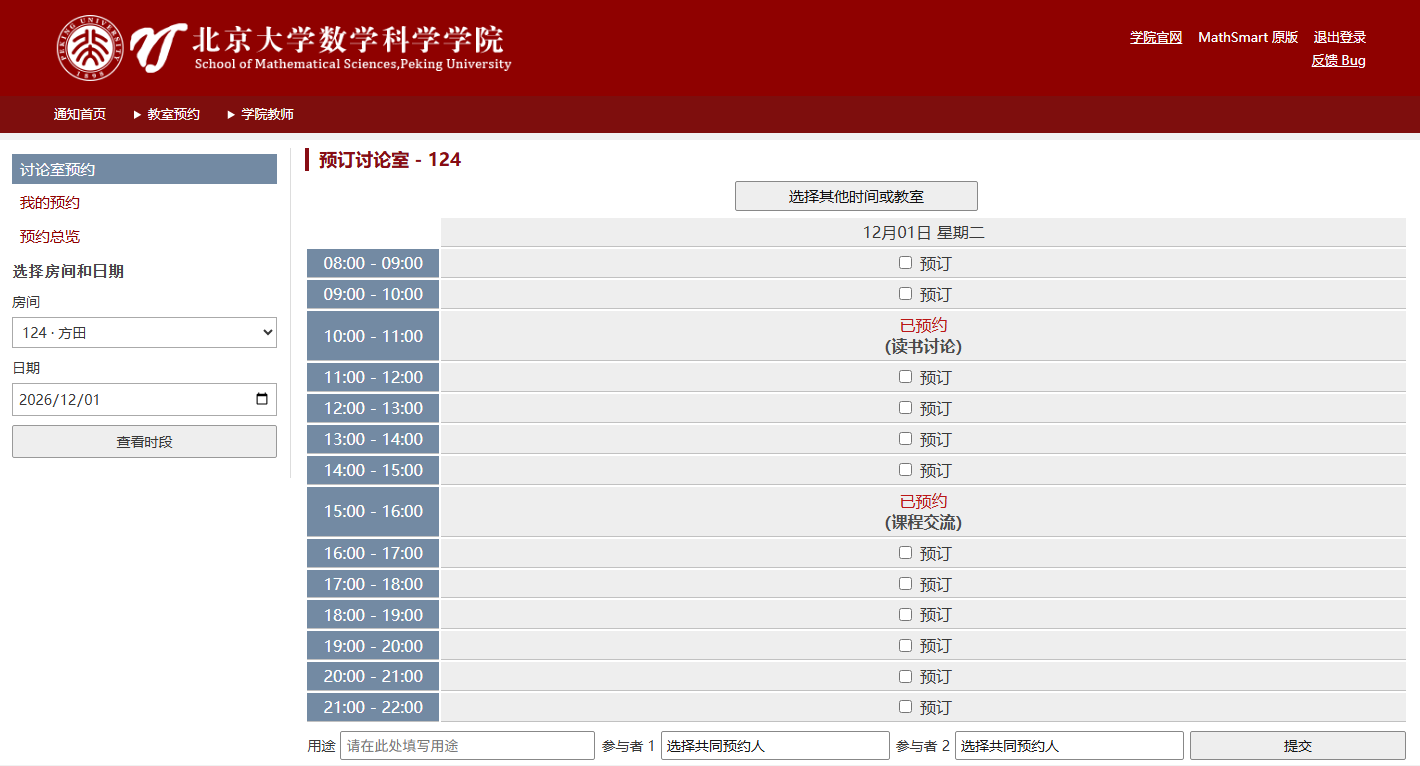 PEKING UNIVERSITY
1898
北京大学数学科学学院
School of Mathematical Sciences,Peking University
学院官网 MathSmart 原版 退出登录
反馈 Bug
通知首页 ▶ 教室预约 ▶ 学院教师
讨论室预约
我的预约
预约总览
选择房间和日期
房间
124 · 方田
日期
2026/12/01
查看时段
预订讨论室 - 124
选择其他时间或教室
12月01日 星期二
08:00 - 09:00 预订
09:00 - 10:00 预订
10:00 - 11:00 已预约
(读书讨论)
11:00 - 12:00 预订
12:00 - 13:00 预订
13:00 - 14:00 预订
14:00 - 15:00 预订
15:00 - 16:00 已预约
(课程交流)
16:00 - 17:00 预订
17:00 - 18:00 预订
18:00 - 19:00 预订
19:00 - 20:00 预订
20:00 - 21:00 预订
21:00 - 22:00 预订
用途 请在此处填写用途 参与者 1 选择共同预约人 参与者 2 选择共同预约人 提交